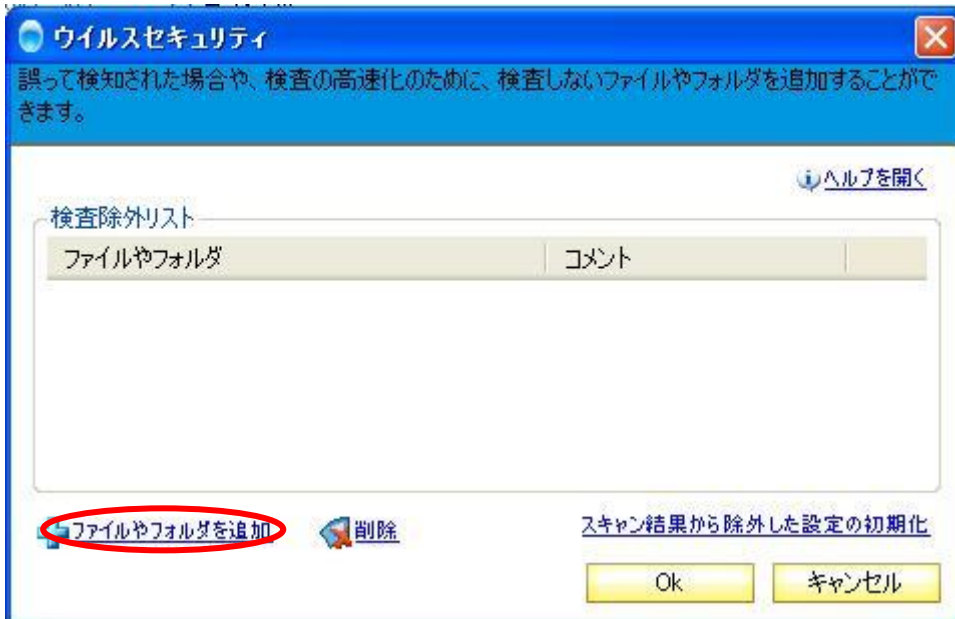 ウイルスセキュリティ
誤って検知された場合や、検査の高速化のために、検査しないファイルやフォルダを追加することがで
きます。
ヘルプを開く
検査除外リスト
ファイルやフォルダ コメント
ファイルやフォルダを追加 削除 スキャン結果から除外した設定の初期化
Ok キャンセル